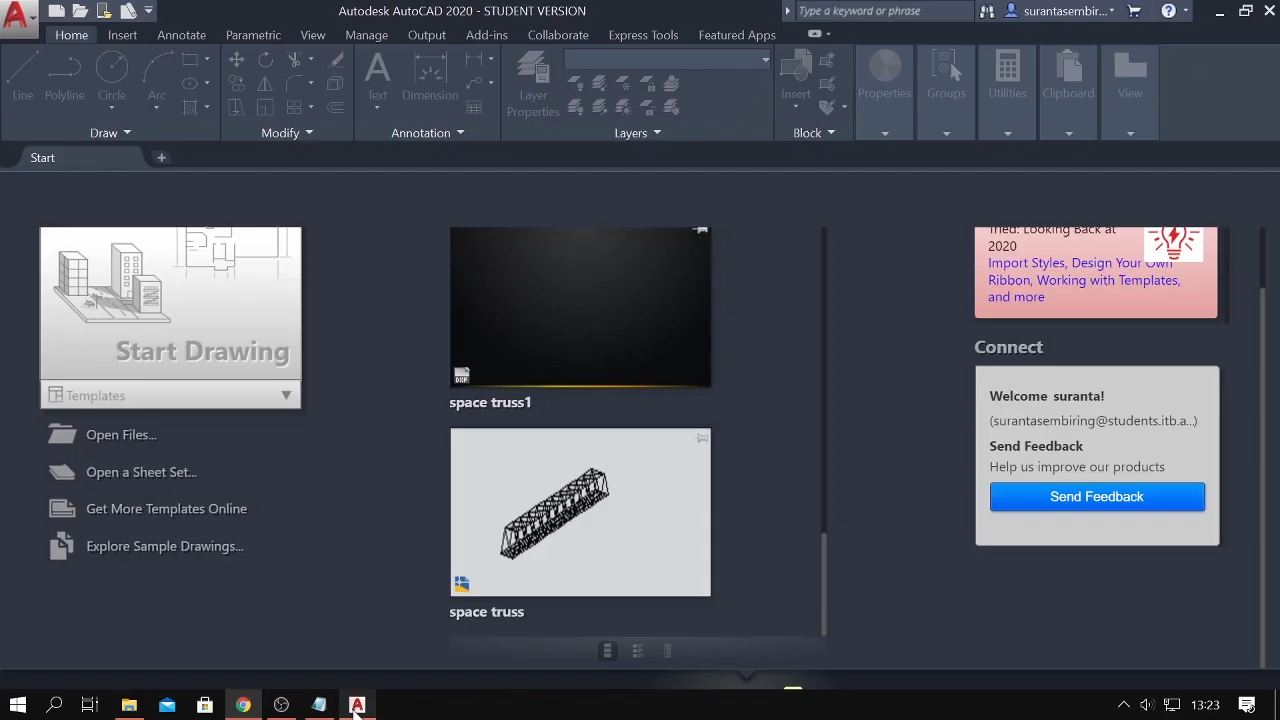 Autodesk AutoCAD 2020 - STUDENT VERSION
Type a keyword or phrase
surantasembir...
Home
Insert
Annotate
Parametric
View
Manage
Output
Add-ins
Collaborate
Express Tools
Featured Apps
Line
Polyline
Circle
Arc
Text
Dimension
Layer
Properties
Insert
Properties
Groups
Utilities
Clipboard
View
Draw
Modify
Annotation
Layers
Block
Start
Start Drawing
Templates
Open Files...
Open a Sheet Set...
Get More Templates Online
Explore Sample Drawings...
DXF
space truss1
space truss
Tried: Looking Back at
2020
Import Styles, Design Your Own
Ribbon, Working with Templates,
and more
Connect
Welcome suranta!
(surantasembiring@students.itb.a..)
Send Feedback
Help us improve our products
Send Feedback
13:23